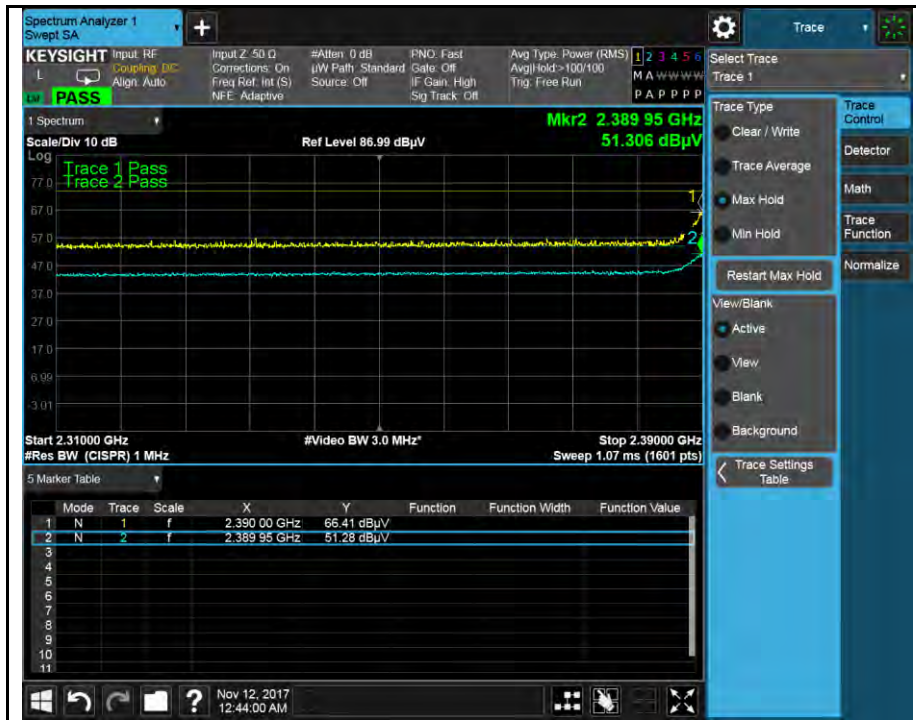 Spectrum Analyzer 1
Swept SA
+
Trace
KEYSIGHT
L
PASS
Input: RF
Coupling: DC
Align: Auto
Input Z: 50 Ω
Corrections: On
Freq Ref: Int (S)
NFE: Adaptive
#Atten: 0 dB
µW Path: Standard
Source: Off
PNO: Fast
Gate: Off
IF Gain: High
Sig Track: Off
Avg Type: Power (RMS)
Avg|Hold:>100/100
Trig: Free Run
1 2 3 4 5 6
M A W W W W
P A P P P P
Select Trace
Trace 1
1 Spectrum
Mkr2 2.389 95 GHz
Scale/Div 10 dB
Ref Level 86.99 dBµV
51.306 dBµV
Log
Trace 1 Pass
Trace 2 Pass
77.0
67.0
57.0
47.0
37.0
27.0
17.0
6.99
-3.01
1
2
Start 2.31000 GHz
#Video BW 3.0 MHz*
Stop 2.39000 GHz
#Res BW (CISPR) 1 MHz
Sweep 1.07 ms (1601 pts)
5 Marker Table
Mode Trace Scale X Y Function Function Width Function Value
1 N 1 f 2.390 00 GHz 66.41 dBµV
2 N 2 f 2.389 95 GHz 51.28 dBµV
3
4
5
6
7
8
9
10
11
Trace Type
Clear / Write
Trace Average
Max Hold
Min Hold
Restart Max Hold
View/Blank
Active
View
Blank
Background
Trace Settings
Table
Trace
Control
Detector
Math
Trace
Function
Normalize
?
Nov 12, 2017
12:44:00 AM